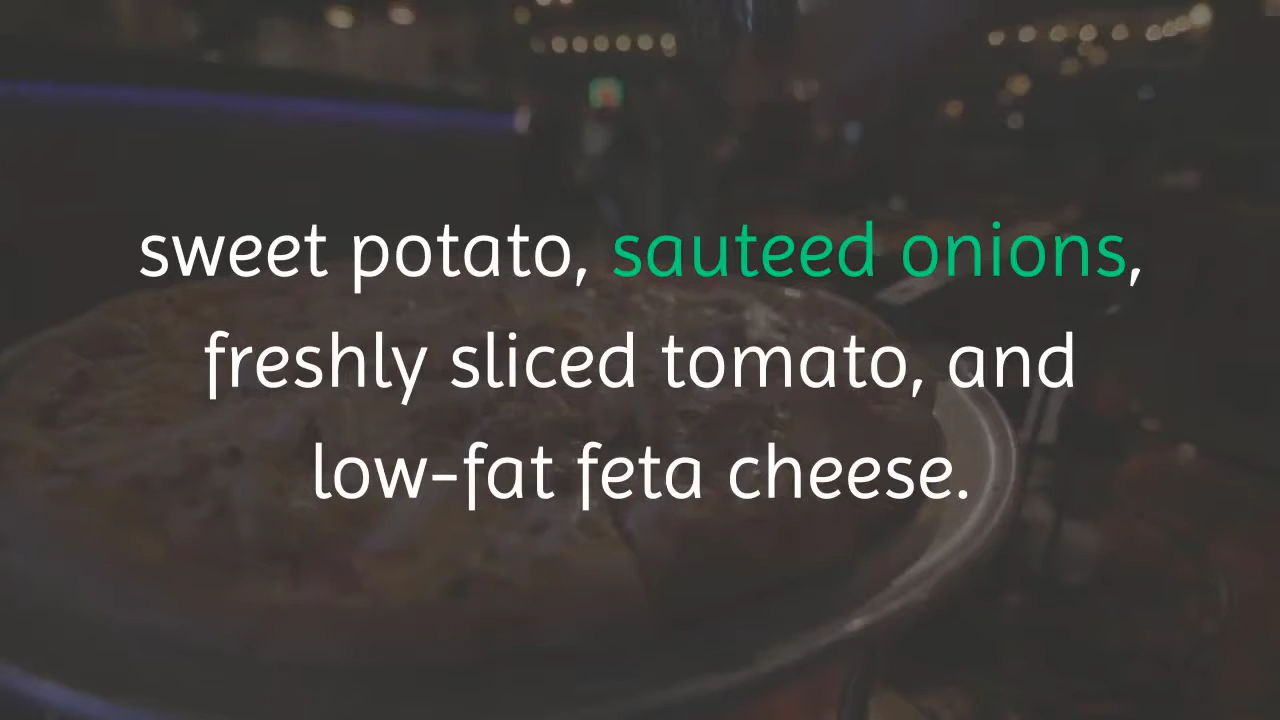 sweet potato, sauteed onions,
freshly sliced tomato, and
low-fat feta cheese.